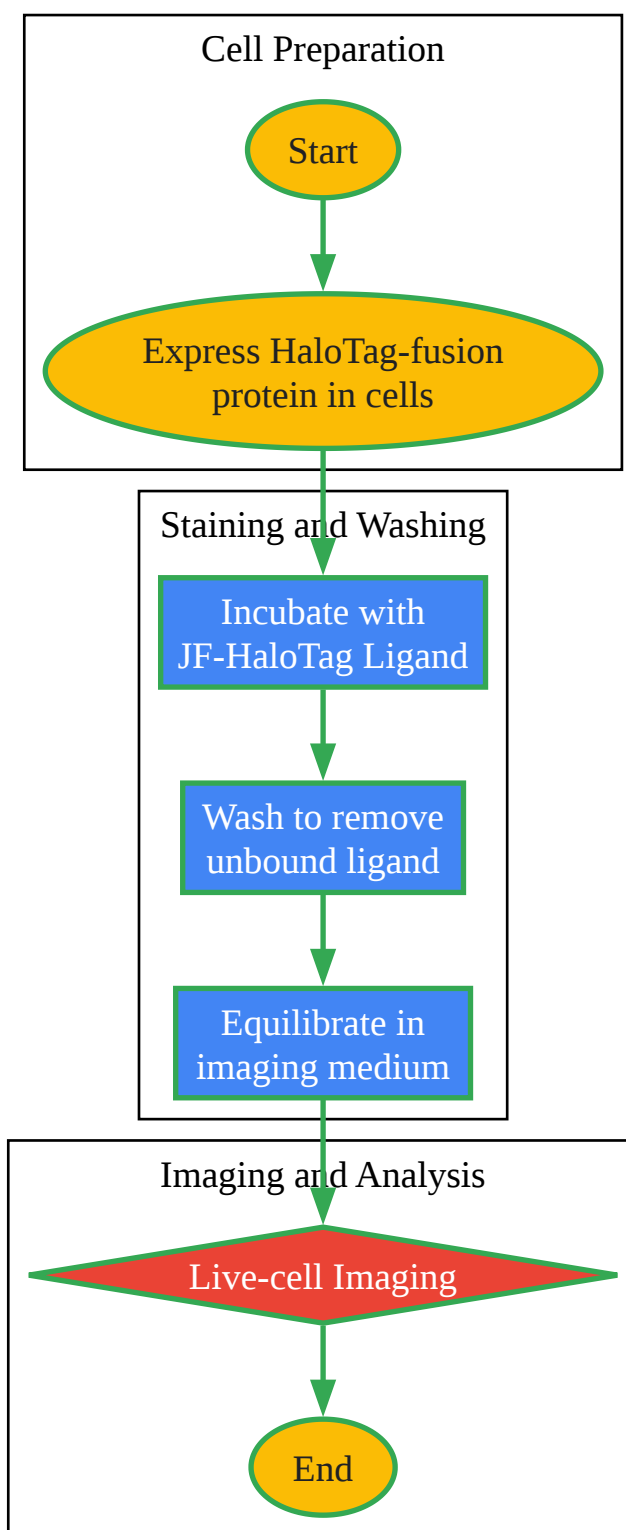 Cell Preparation
Start
Express HaloTag-fusion
protein in cells
Staining and Washing
Incubate with
JF-HaloTag Ligand
Wash to remove
unbound ligand
Equilibrate in
imaging medium
Imaging and Analysis
Live-cell Imaging
End